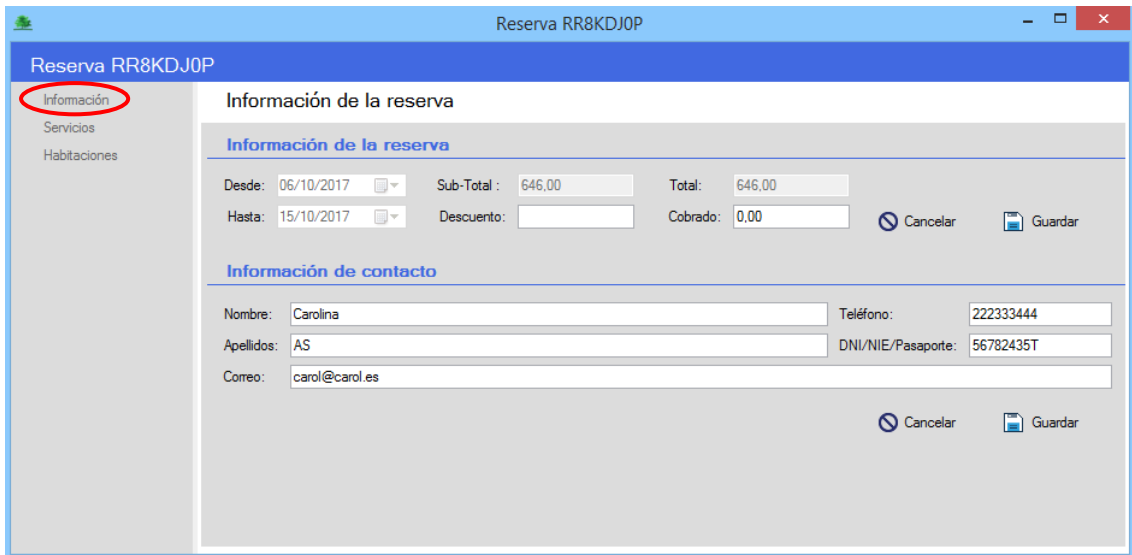 Reserva RR8KDJ0P
Reserva RR8KDJ0P
Información
Servicios
Habitaciones
Información de la reserva
Información de la reserva
Desde: 06/10/2017 Sub-Total : 646,00 Total: 646,00
Hasta: 15/10/2017 Descuento: Cobrado: 0,00 Cancelar Guardar
Información de contacto
Nombre: Carolina Teléfono: 222333444
Apellidos: AS DNI/NIE/Pasaporte: 56782435T
Correo: carol@carol.es
Cancelar Guardar